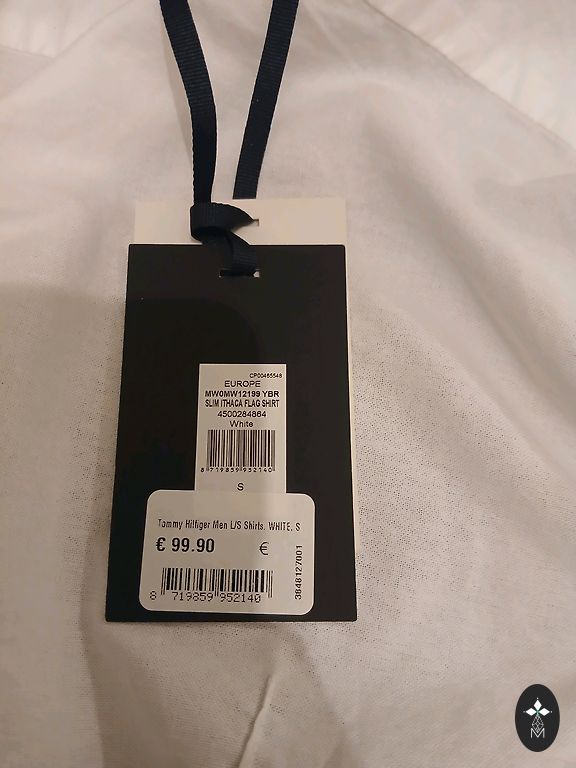 CP00465548
EUROPE
MW0MW12199 YBR
SLIM ITHACA FLAG SHIRT
4500284864
White
8 719859 952140
S
Tommy Hilfiger Men L/S Shirts, WHITE, S
€ 99.90 €
8 719859 952140
3848127001
M